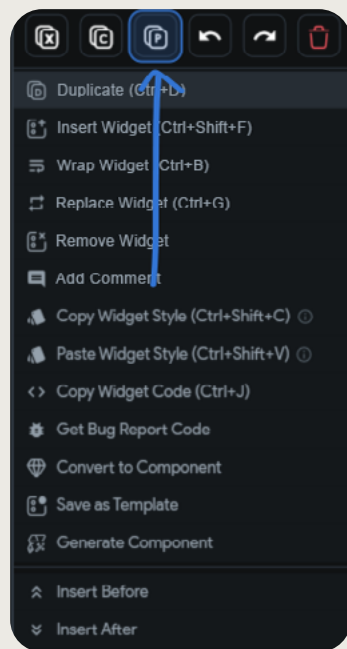 X C P
Duplicate (Ctrl+D)
Insert Widget (Ctrl+Shift+F)
Wrap Widget (Ctrl+B)
Replace Widget (Ctrl+G)
Remove Widget
Add Comment
Copy Widget Style (Ctrl+Shift+C)
Paste Widget Style (Ctrl+Shift+V)
Copy Widget Code (Ctrl+J)
Get Bug Report Code
Convert to Component
Save as Template
Generate Component
Insert Before
Insert After